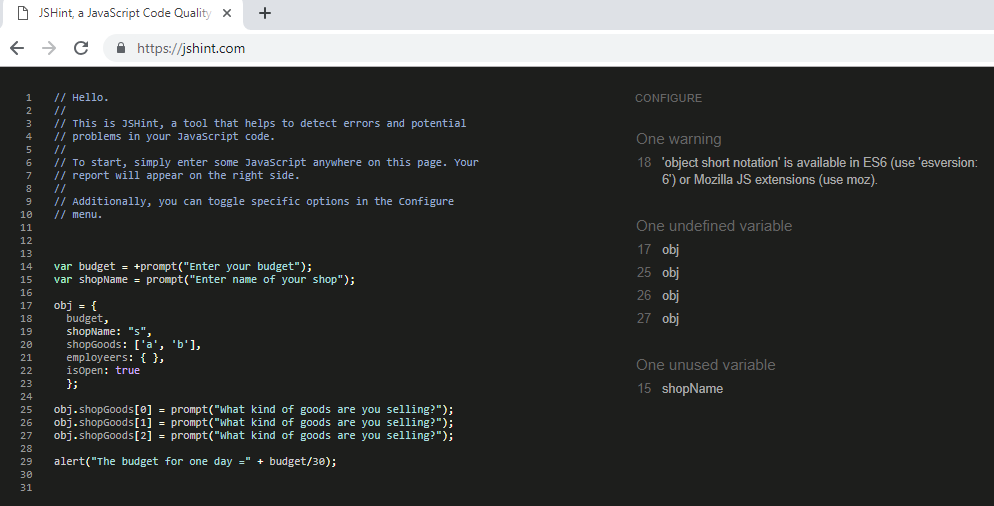 JSHint, a JavaScript Code Quality
https://jshint.com
1 // Hello.
2 //
3 // This is JSHint, a tool that helps to detect errors and potential
4 // problems in your JavaScript code.
5 //
6 // To start, simply enter some JavaScript anywhere on this page. Your
7 // report will appear on the right side.
8 //
9 // Additionally, you can toggle specific options in the Configure
10 // menu.
11
12
13
14 var budget = +prompt("Enter your budget");
15 var shopName = prompt("Enter name of your shop");
16
17 obj = {
18 budget,
19 shopName: "s",
20 shopGoods: ['a', 'b'],
21 employeers: { },
22 isOpen: true
23 };
24
25 obj.shopGoods[0] = prompt("What kind of goods are you selling?");
26 obj.shopGoods[1] = prompt("What kind of goods are you selling?");
27 obj.shopGoods[2] = prompt("What kind of goods are you selling?");
28
29 alert("The budget for one day =" + budget/30);
30
31
CONFIGURE
One warning
18 'object short notation' is available in ES6 (use 'esversion:
6') or Mozilla JS extensions (use moz).
One undefined variable
17 obj
25 obj
26 obj
27 obj
One unused variable
15 shopName